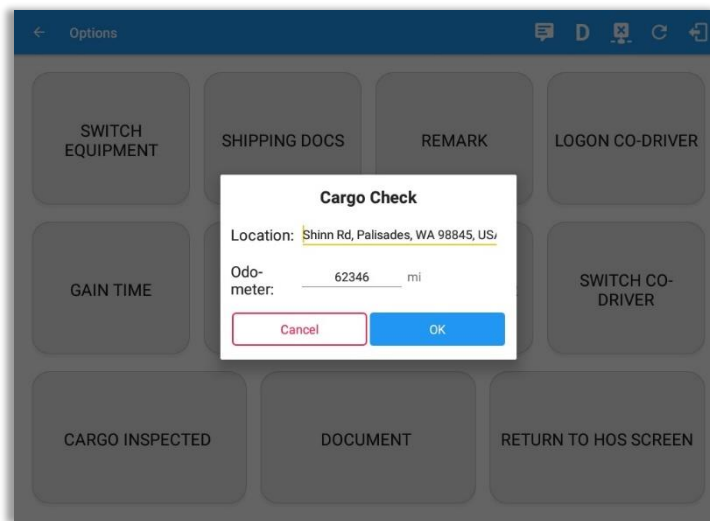 Options
D
SWITCH
EQUIPMENT
SHIPPING DOCS
REMARK
LOGON CO-DRIVER
Cargo Check
Location: Shinn Rd, Palisades, WA 98845, US
Odo-
meter: 62346 mi
Cancel OK
GAIN TIME
SWITCH CO-
DRIVER
CARGO INSPECTED
DOCUMENT
RETURN TO HOS SCREEN